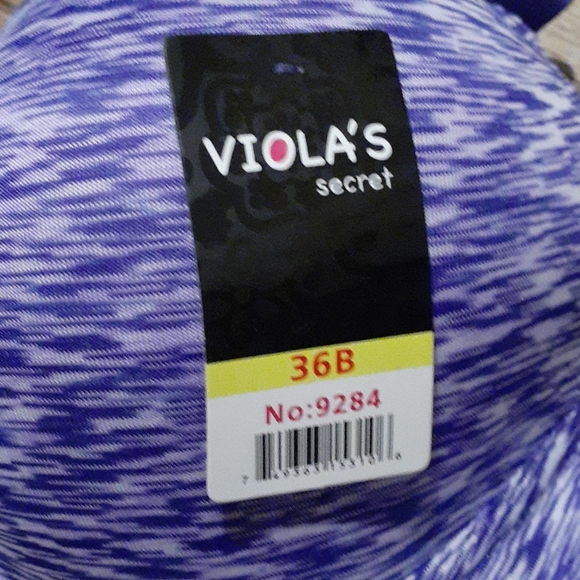 VIOLA'S
secret
36B
No:9284